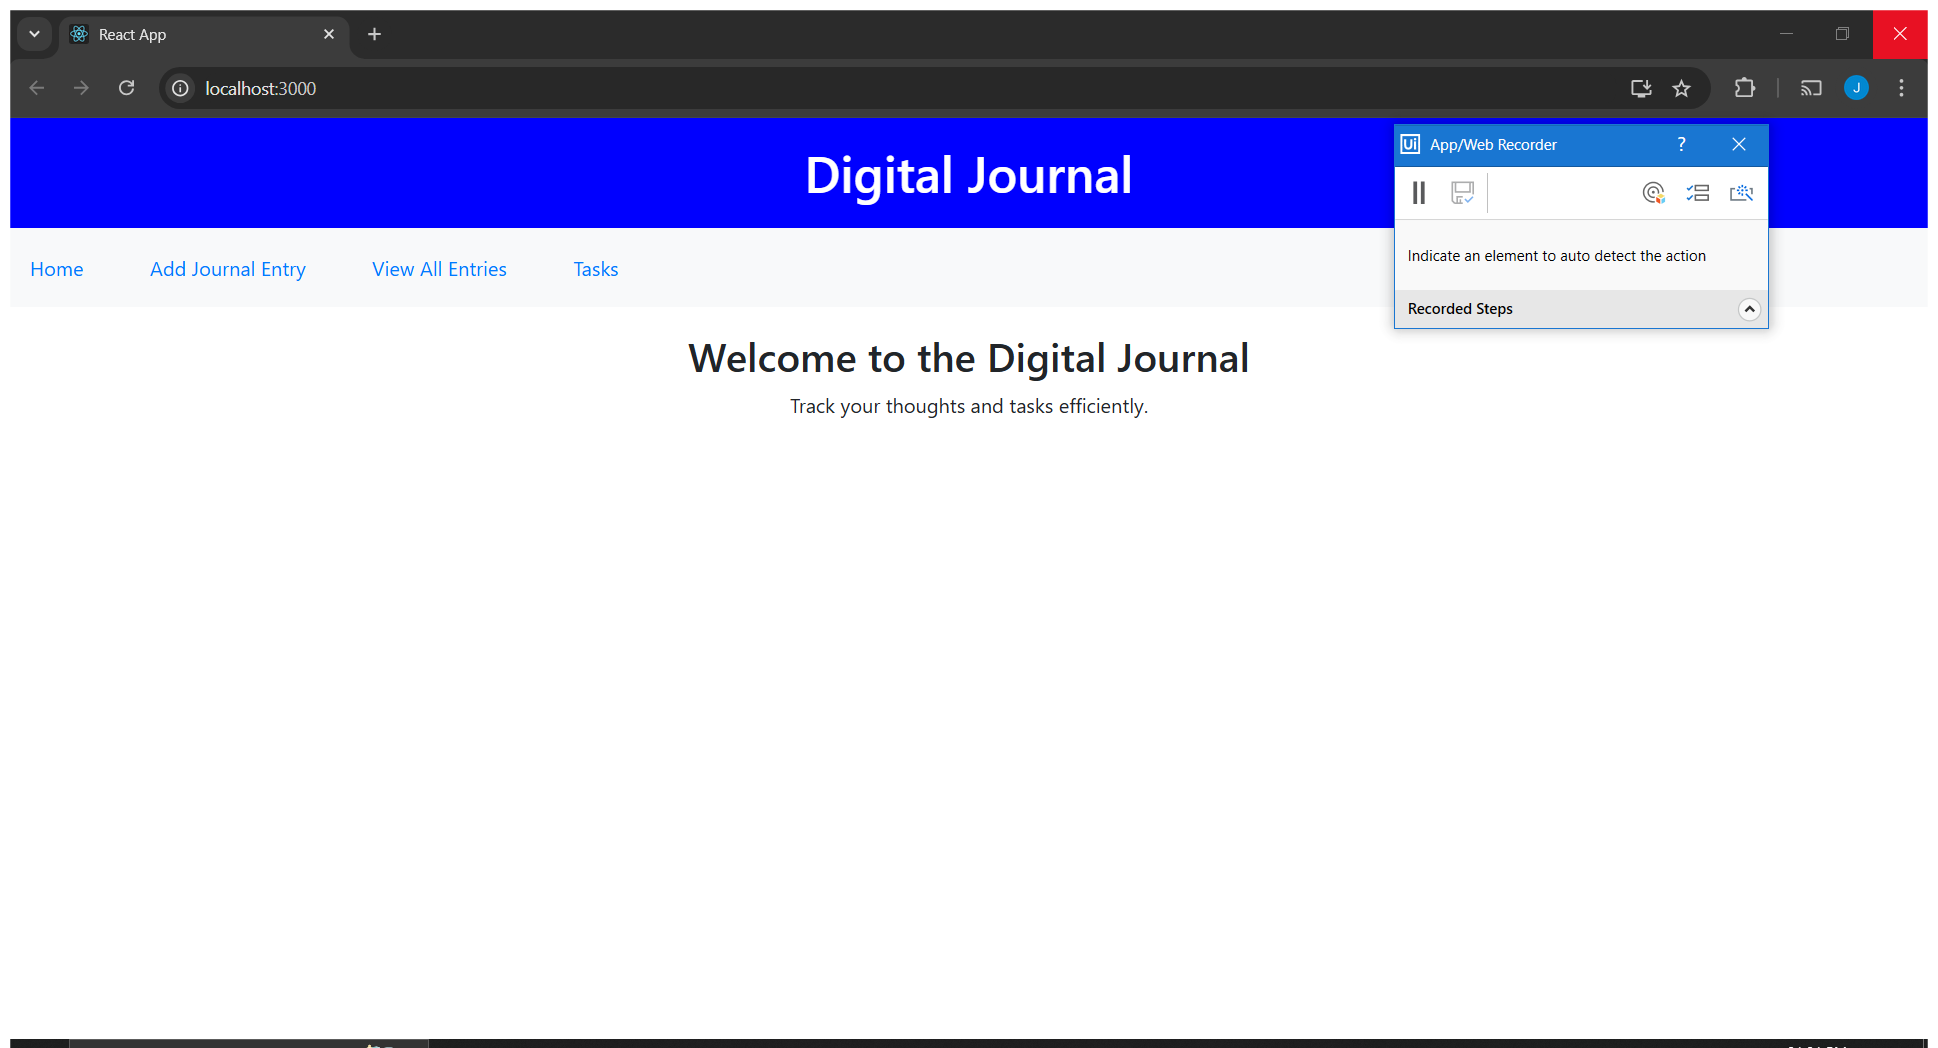 React App
localhost:3000
J
Digital Journal
Ui App/Web Recorder ?
Indicate an element to auto detect the action
Recorded Steps
Home Add Journal Entry View All Entries Tasks
Welcome to the Digital Journal
Track your thoughts and tasks efficiently.